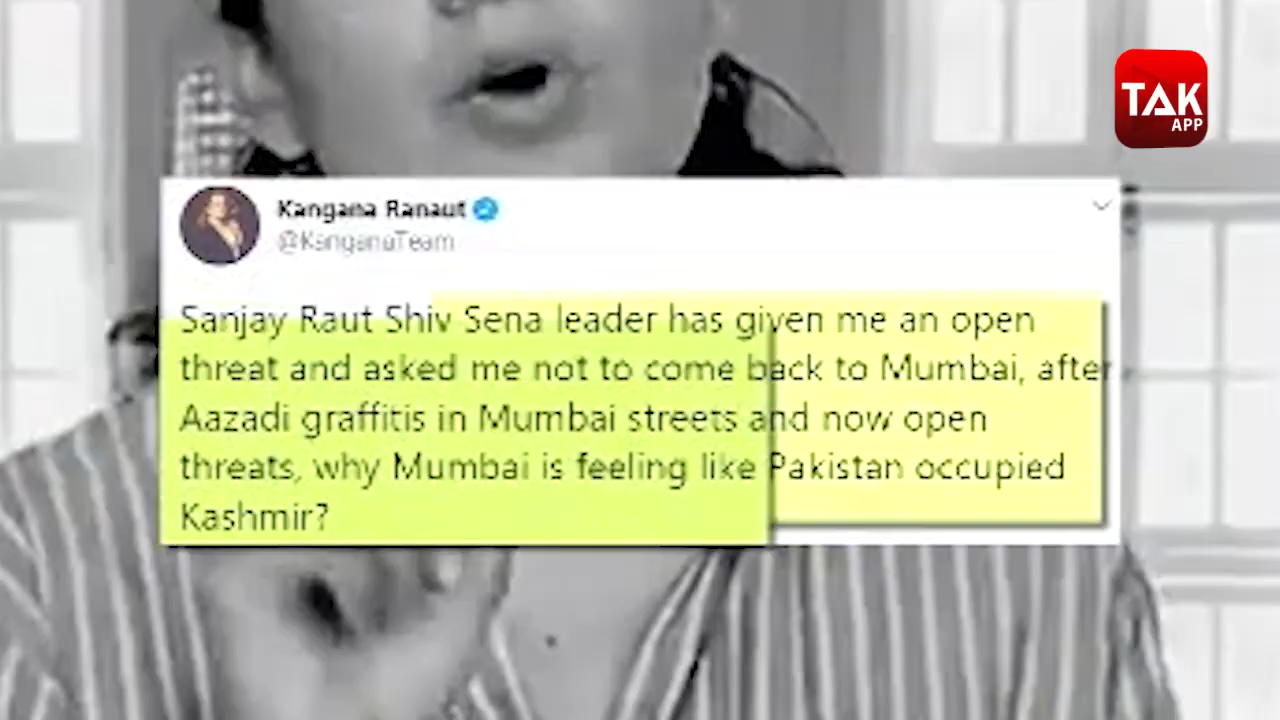 TAK
APP
Kangana Ranaut
@KanganaTeam
Sanjay Raut Shiv Sena leader has given me an open
threat and asked me not to come back to Mumbai, after
Aazadi graffitis in Mumbai streets and now open
threats, why Mumbai is feeling like Pakistan occupied
Kashmir?